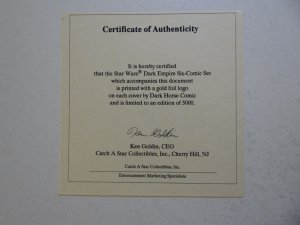 Certificate of Authenticity
It is hereby certified
that the Star Wars® Dark Empire Six-Comic Set
which accompanies this document
is printed with a gold foil logo
on each cover by Dark Horse Comic
and is limited to an edition of 5000.
Ken Goldin
Ken Goldin, CEO
Catch A Star Collectibles, Inc., Cherry Hill, NJ
Catch A Star Collectibles, Inc.
Entertainment Marketing Specialists